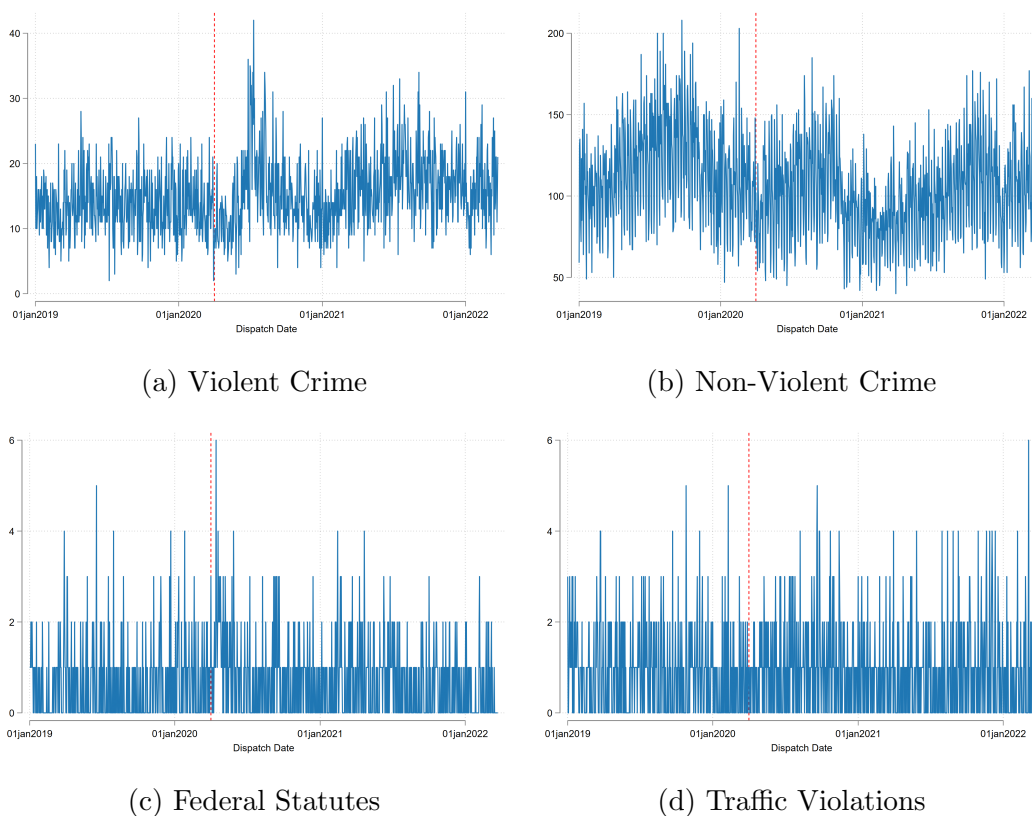 40
30
20
10
0
01jan2019 01jan2020 01jan2021 01jan2022
Dispatch Date
(a) Violent Crime
200
150
100
50
01jan2019 01jan2020 01jan2021 01jan2022
Dispatch Date
(b) Non-Violent Crime
6
4
2
0
01jan2019 01jan2020 01jan2021 01jan2022
Dispatch Date
(c) Federal Statutes
6
4
2
0
01jan2019 01jan2020 01jan2021 01jan2022
Dispatch Date
(d) Traffic Violations